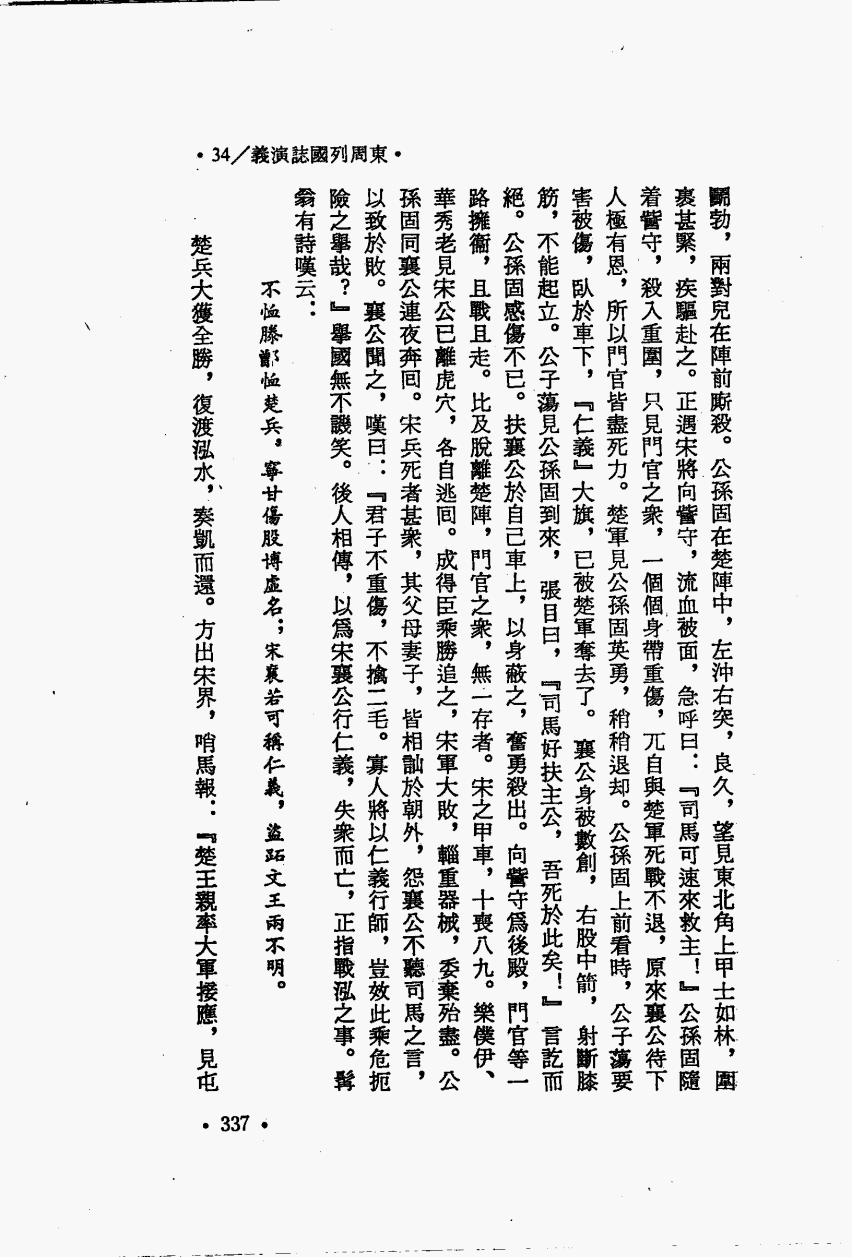 •東周列國誌演義／34•
鬭勃，兩對兒在陣前厮殺。公孫固在楚陣中，左沖右突，良久，望見東北角上甲士如林，圍
裹甚緊，疾驅赴之。正遇宋將向訾守，流血被面，急呼曰：『司馬可速來救主！』公孫固隨
着訾守，殺入重圍，只見門官之衆，一個個身帶重傷，兀自與楚軍死戰不退，原來襄公待下
人極有恩，所以門官皆盡死力。楚軍見公孫固英勇，稍稍退却。公孫固上前看時，公子蕩要
害被傷，臥於車下，『仁義』大旗，已被楚軍奪去了。襄公身被數創，右股中箭，射斷膝
筋，不能起立。公子蕩見公孫固到來，張目曰，『司馬好扶主公，吾死於此矣！』言訖而
絕。公孫固感傷不已。扶襄公於自己車上，以身蔽之，奮勇殺出。向訾守爲後殿，門官等一
路擁衞，且戰且走。比及脫離楚陣，門官之衆，無一存者。宋之甲車，十喪八九。樂僕伊、
華秀老見宋公已離虎穴，各自逃回。成得臣乘勝追之，宋軍大敗，輜重器械，委棄殆盡。公
孫固同襄公連夜奔回。宋兵死者甚衆，其父母妻子，皆相訕於朝外，怨襄公不聽司馬之言，
以致於敗。襄公聞之，嘆曰：『君子不重傷，不擒二毛。寡人將以仁義行師，豈效此乘危扼
險之舉哉？』舉國無不譏笑。後人相傳，以爲宋襄公行仁義，失衆而亡，正指戰泓之事。髯
翁有詩嘆云：
不恤滕鄫恤楚兵，寧甘傷股博虛名；宋襄若可稱仁義，盜跖文王兩不明。
楚兵大獲全勝，復渡泓水，奏凱而還。方出宋界，哨馬報：『楚王親率大軍接應，見屯
•337•